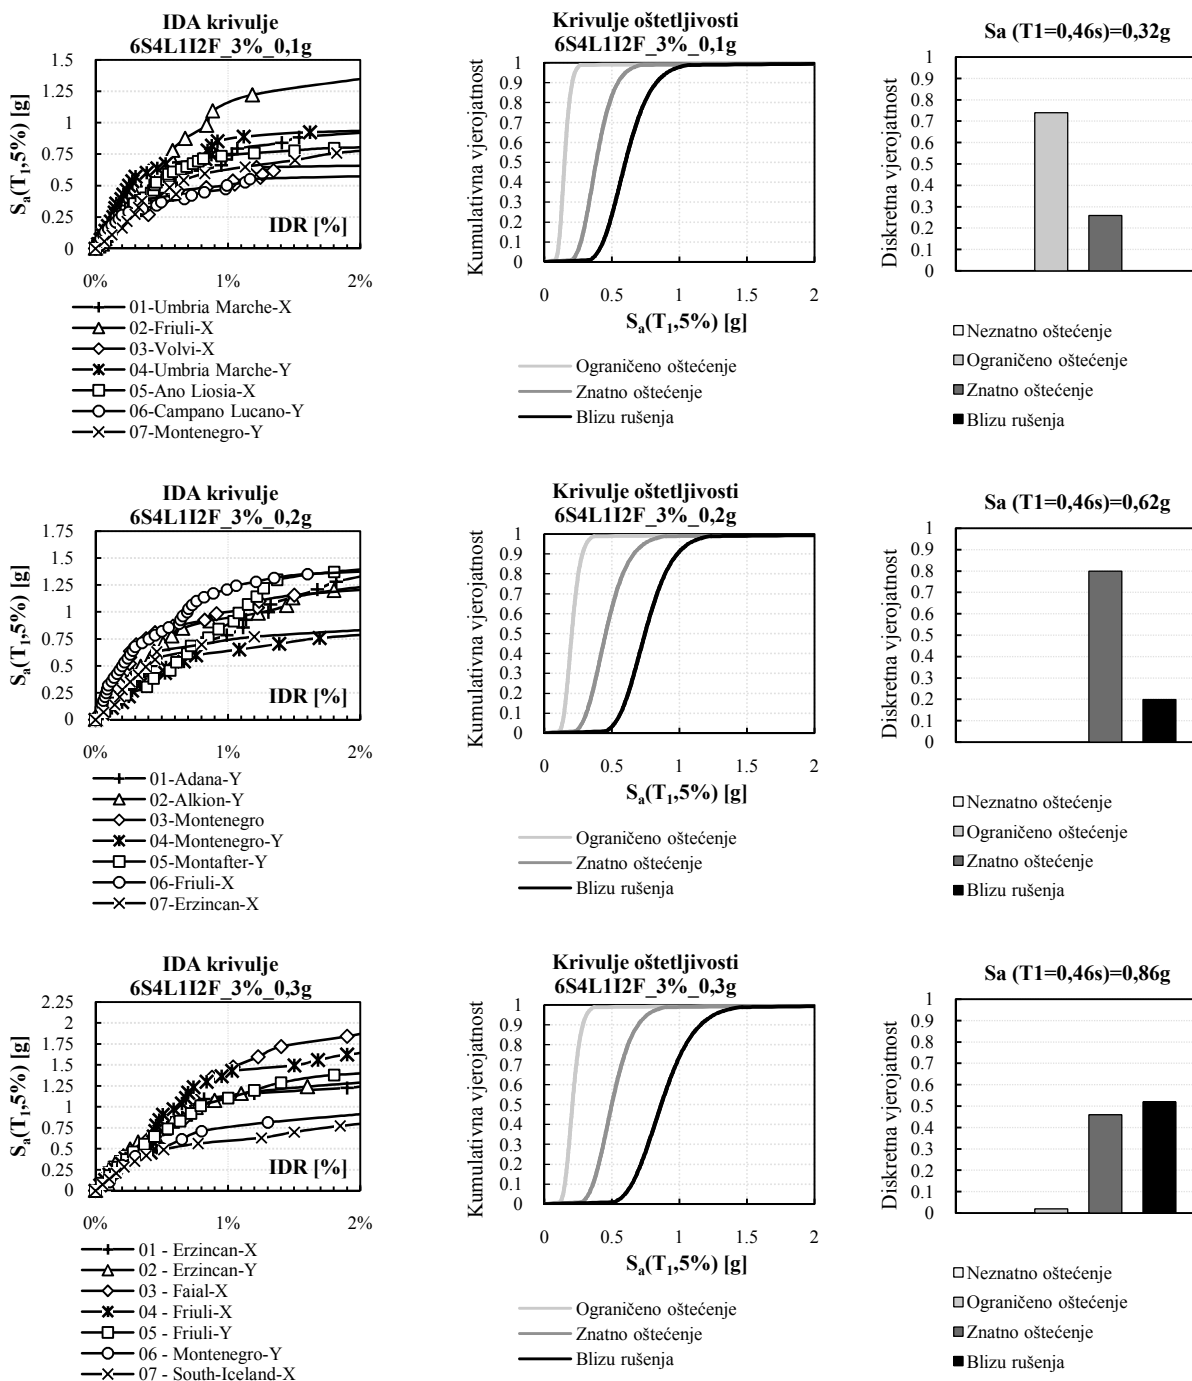 IDA krivulje
6S4L1I2F_3%_0,1g
1.5
1.25
1
0.75
0.5
0.25
0
Sa(T1,5%) [g]
IDR [%]
0%
1%
2%
01-Umbria Marche-X
02-Friuli-X
03-Volvi-X
04-Umbria Marche-Y
05-Ano Liosia-X
06-Campano Lucano-Y
07-Montenegro-Y
Krivulje oštetljivosti
6S4L1I2F_3%_0,1g
Kumulativna vjerojatnost
1
0.9
0.8
0.7
0.6
0.5
0.4
0.3
0.2
0.1
0
0
0.5
1
1.5
2
Sa(T1,5%) [g]
Ograničeno oštećenje
Znatno oštećenje
Blizu rušenja
Sa (T1=0,46s)=0,32g
Diskretna vjerojatnost
1
0.9
0.8
0.7
0.6
0.5
0.4
0.3
0.2
0.1
0
Neznatno oštećenje
Ograničeno oštećenje
Znatno oštećenje
Blizu rušenja
IDA krivulje
6S4L1I2F_3%_0,2g
1.75
1.5
1.25
1
0.75
0.5
0.25
0
Sa(T1,5%) [g]
IDR [%]
0%
1%
2%
01-Adana-Y
02-Alkion-Y
03-Montenegro
04-Montenegro-Y
05-Montafter-Y
06-Friuli-X
07-Erzincan-X
Krivulje oštetljivosti
6S4L1I2F_3%_0,2g
Kumulativna vjerojatnost
1
0.9
0.8
0.7
0.6
0.5
0.4
0.3
0.2
0.1
0
0
0.5
1
1.5
2
Sa(T1,5%) [g]
Ograničeno oštećenje
Znatno oštećenje
Blizu rušenja
Sa (T1=0,46s)=0,62g
Diskretna vjerojatnost
1
0.9
0.8
0.7
0.6
0.5
0.4
0.3
0.2
0.1
0
Neznatno oštećenje
Ograničeno oštećenje
Znatno oštećenje
Blizu rušenja
IDA krivulje
6S4L1I2F_3%_0,3g
2.25
2
1.75
1.5
1.25
1
0.75
0.5
0.25
0
Sa(T1,5%) [g]
IDR [%]
0%
1%
2%
01 - Erzincan-X
02 - Erzincan-Y
03 - Faial-X
04 - Friuli-X
05 - Friuli-Y
06 - Montenegro-Y
07 - South-Iceland-X
Krivulje oštetljivosti
6S4L1I2F_3%_0,3g
Kumulativna vjerojatnost
1
0.9
0.8
0.7
0.6
0.5
0.4
0.3
0.2
0.1
0
0
0.5
1
1.5
2
Sa(T1,5%) [g]
Ograničeno oštećenje
Znatno oštećenje
Blizu rušenja
Sa (T1=0,46s)=0,86g
Diskretna vjerojatnost
1
0.9
0.8
0.7
0.6
0.5
0.4
0.3
0.2
0.1
0
Neznatno oštećenje
Ograničeno oštećenje
Znatno oštećenje
Blizu rušenja